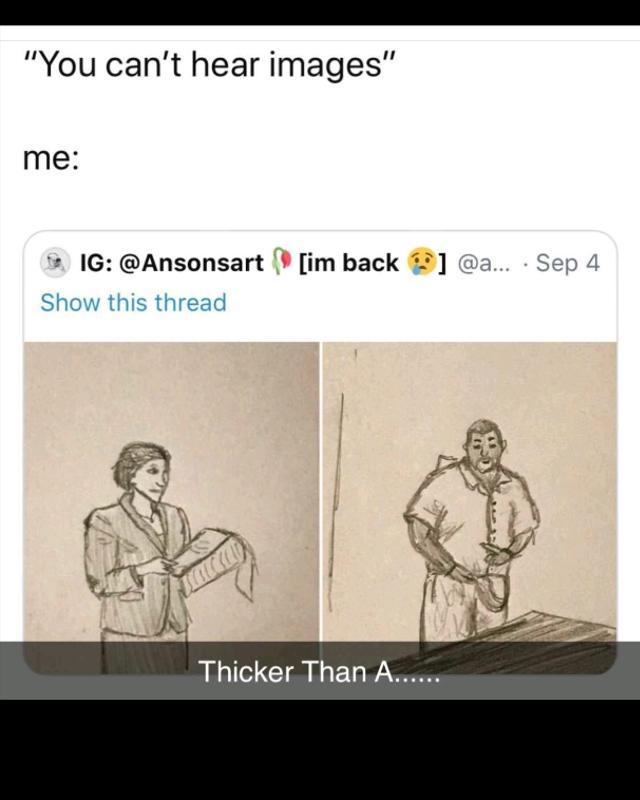 "You can't hear images"
me:
IG: @Ansonsart🥀 [im back 😢] @a... · Sep 4
Show this thread
Thicker Than A......